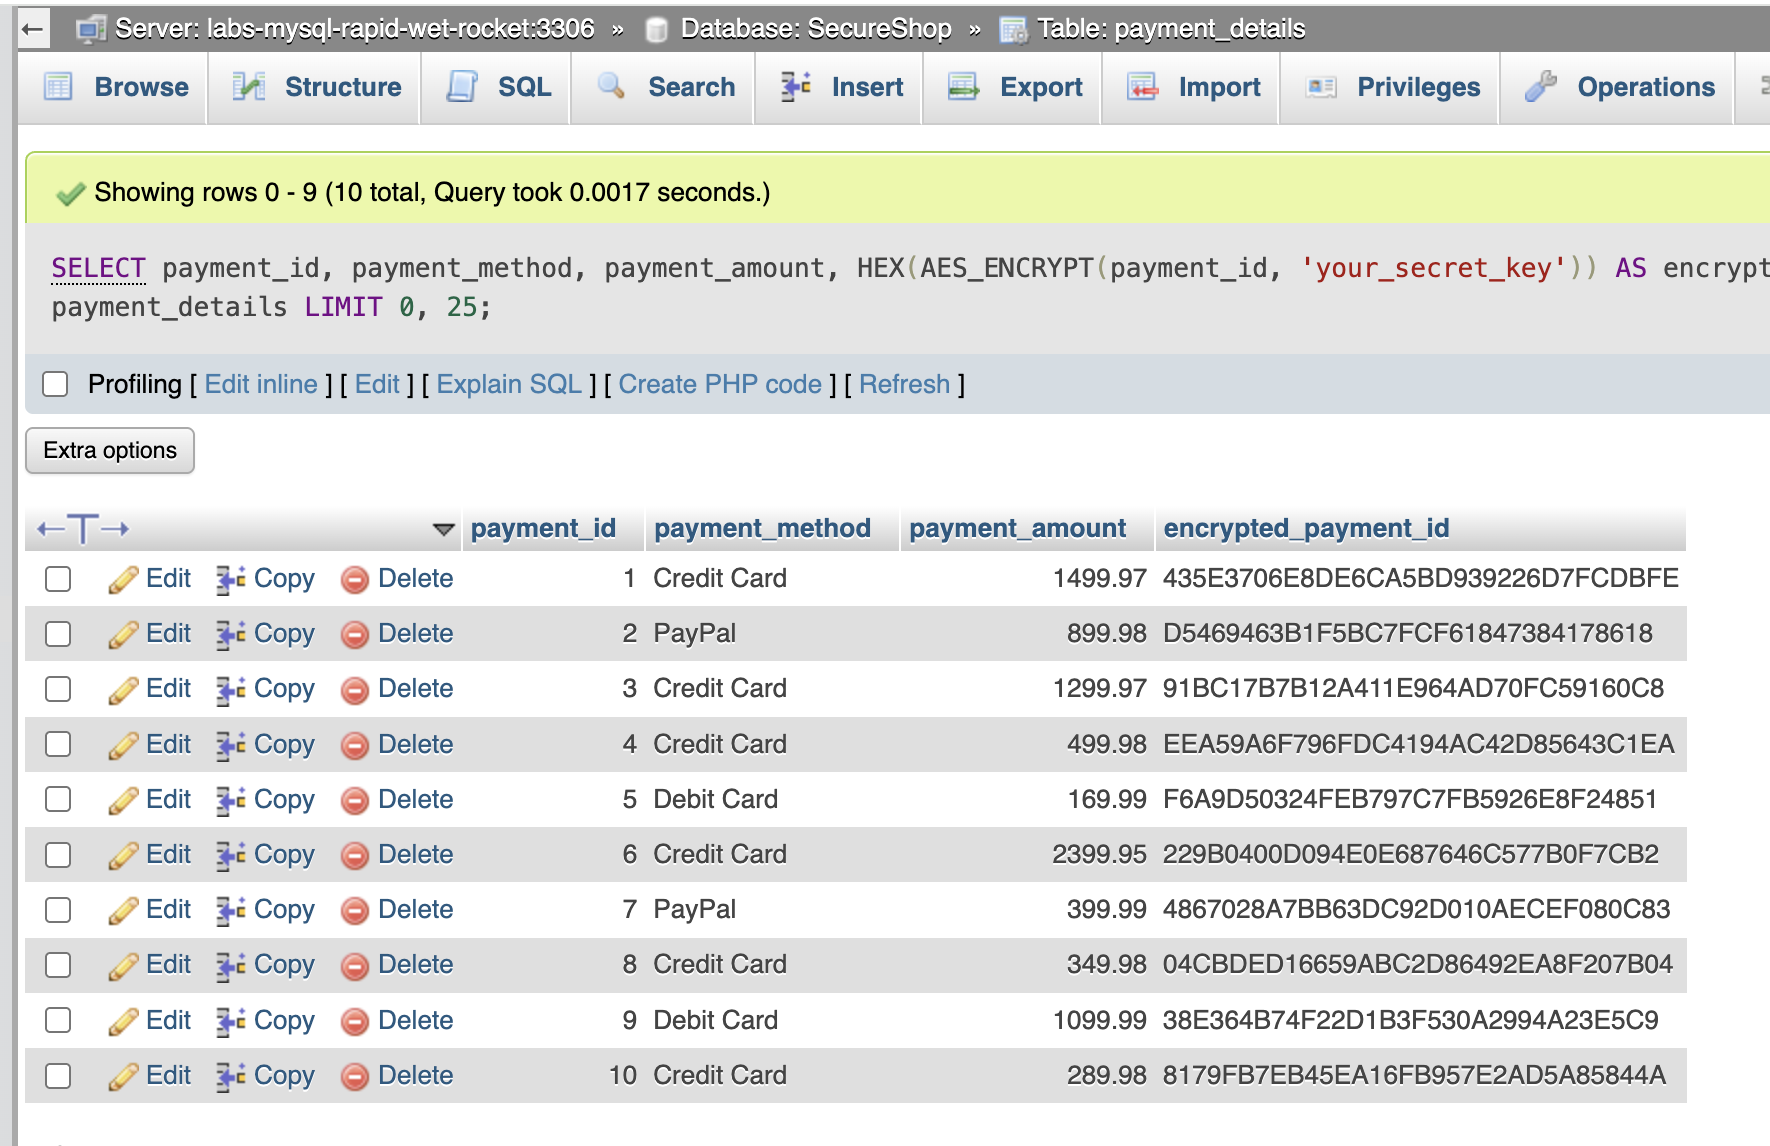 Server: labs-mysql-rapid-wet-rocket:3306 » Database: SecureShop » Table: payment_details
Browse Structure SQL Search Insert Export Import Privileges Operations
Showing rows 0 - 9 (10 total, Query took 0.0017 seconds.)
SELECT payment_id, payment_method, payment_amount, HEX(AES_ENCRYPT(payment_id, 'your_secret_key')) AS encrypt
payment_details LIMIT 0, 25;
Profiling [ Edit inline ] [ Edit ] [ Explain SQL ] [ Create PHP code ] [ Refresh ]
Extra options
←T→ payment_id payment_method payment_amount encrypted_payment_id
Edit Copy Delete 1 Credit Card 1499.97 435E3706E8DE6CA5BD939226D7FCDBFE
Edit Copy Delete 2 PayPal 899.98 D5469463B1F5BC7FCF61847384178618
Edit Copy Delete 3 Credit Card 1299.97 91BC17B7B12A411E964AD70FC59160C8
Edit Copy Delete 4 Credit Card 499.98 EEA59A6F796FDC4194AC42D85643C1EA
Edit Copy Delete 5 Debit Card 169.99 F6A9D50324FEB797C7FB5926E8F24851
Edit Copy Delete 6 Credit Card 2399.95 229B0400D094E0E687646C577B0F7CB2
Edit Copy Delete 7 PayPal 399.99 4867028A7BB63DC92D010AECEF080C83
Edit Copy Delete 8 Credit Card 349.98 04CBDED16659ABC2D86492EA8F207B04
Edit Copy Delete 9 Debit Card 1099.99 38E364B74F22D1B3F530A2994A23E5C9
Edit Copy Delete 10 Credit Card 289.98 8179FB7EB45EA16FB957E2AD5A85844A